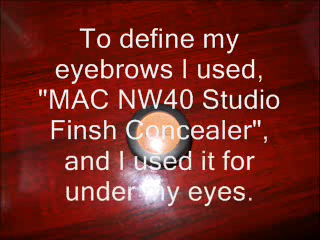 To define my
eyebrows I used,
"MAC NW40 Studio
Finsh Concealer",
and I used it for
under my eyes.